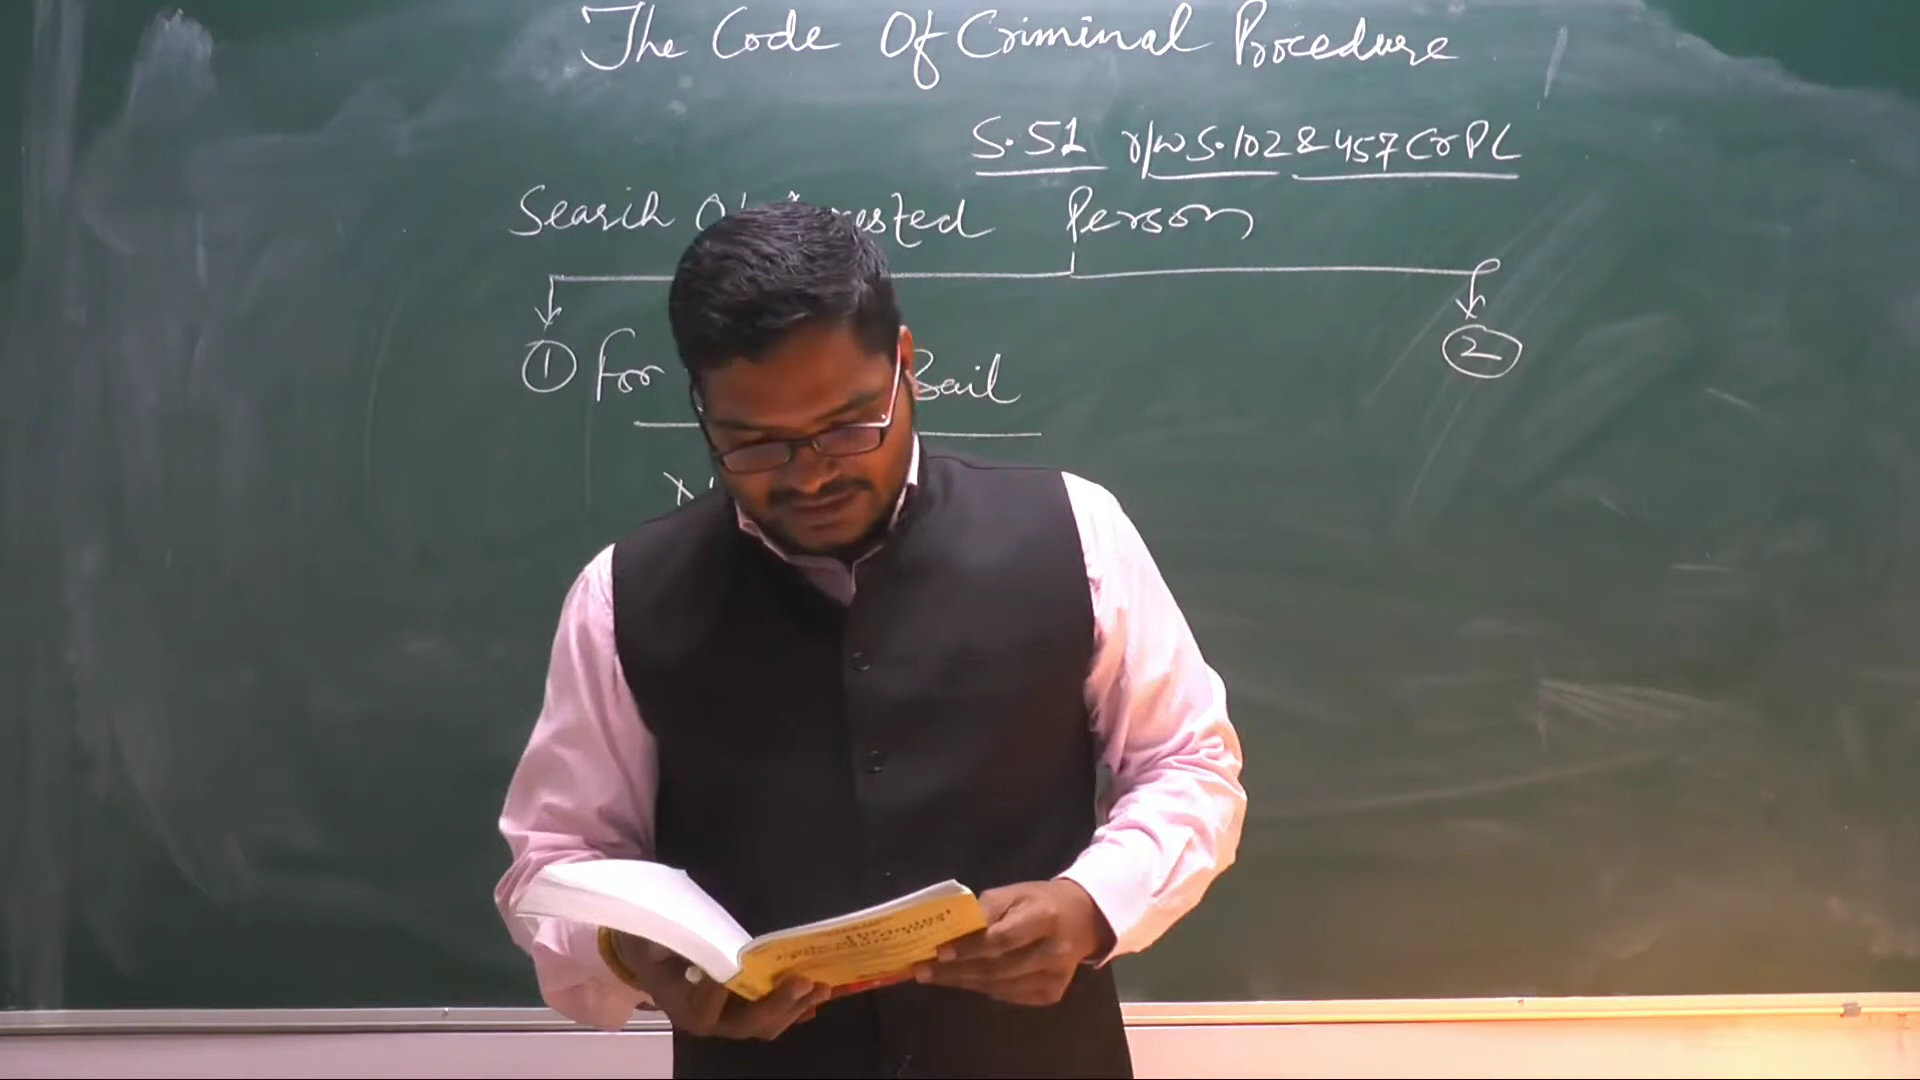 The Code Of Criminal Procedure
S.51 r/w S.102 & 457 CrPC
Search Of Arrested Person
1 For Bail
2